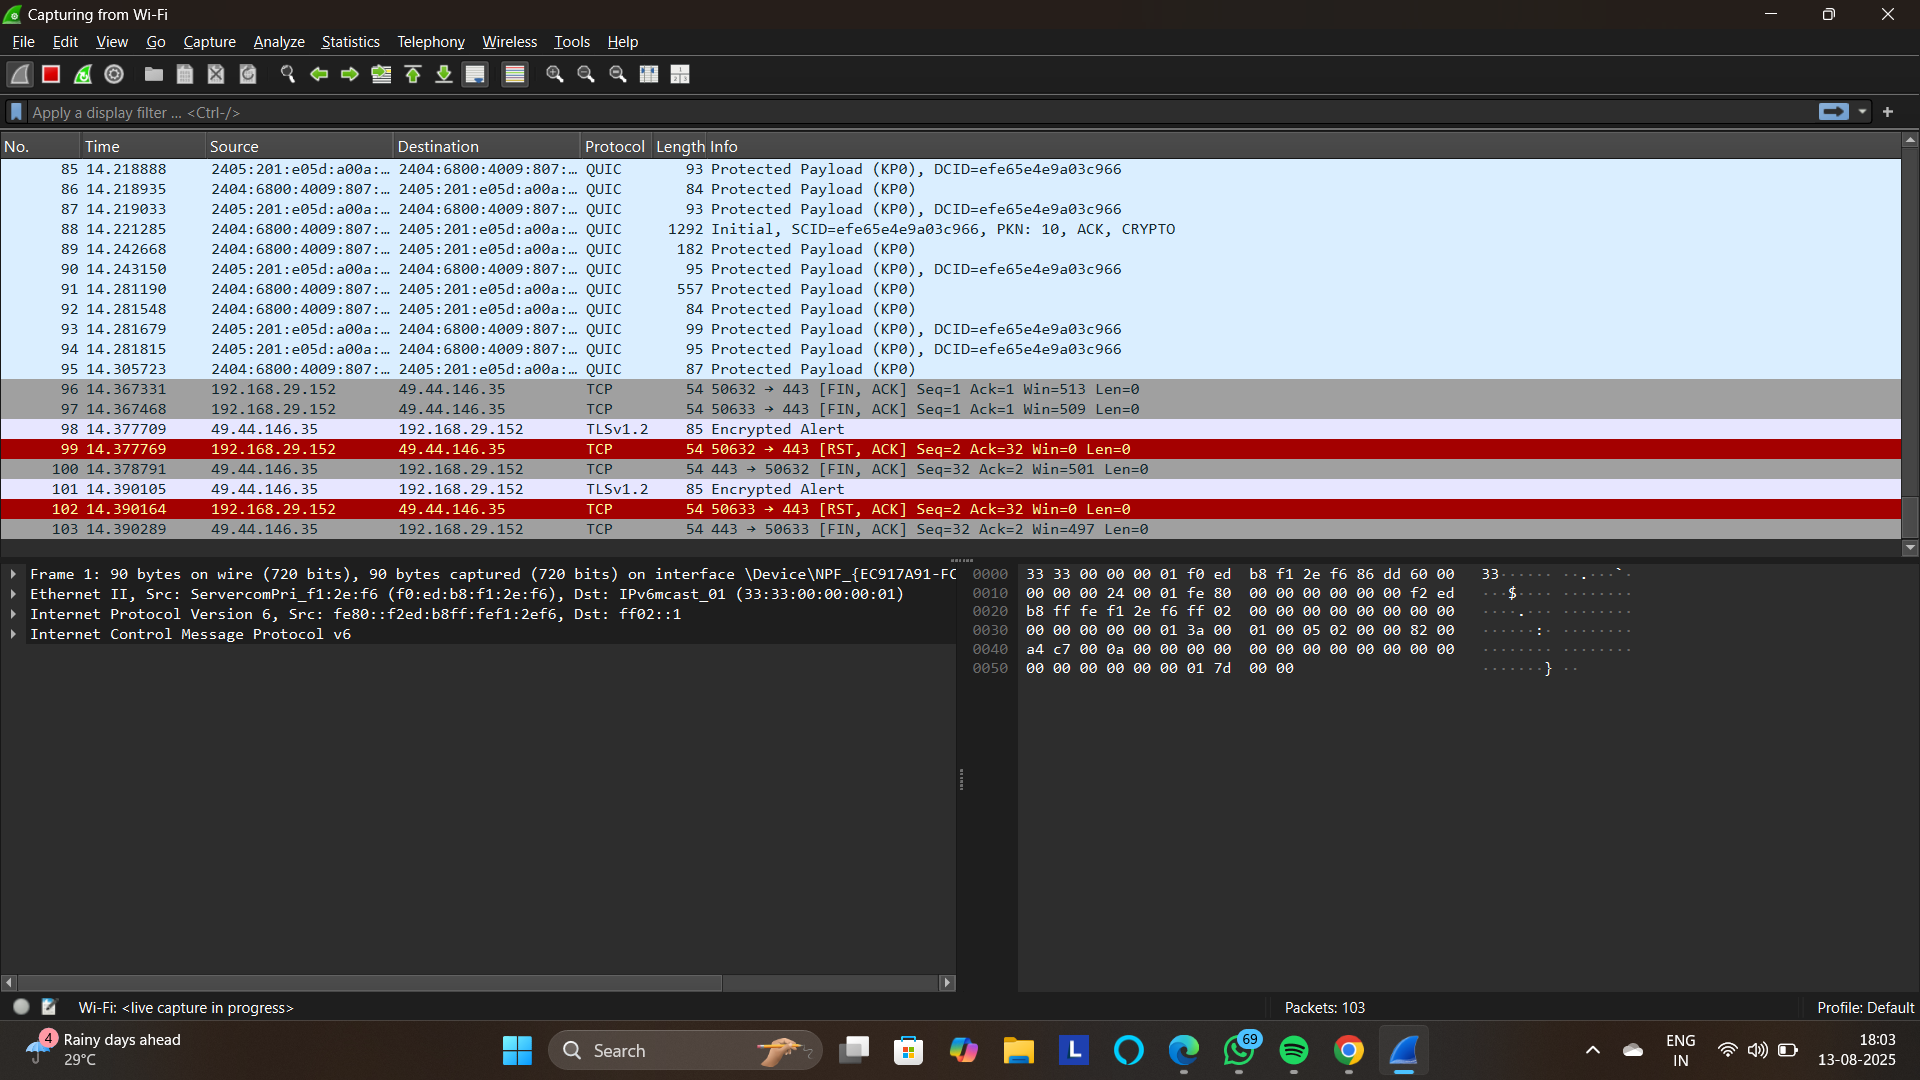 Capturing from Wi-Fi
File Edit View Go Capture Analyze Statistics Telephony Wireless Tools Help
Apply a display filter ... <Ctrl-/>
No. Time Source Destination Protocol Length Info
85 14.218888 2405:201:e05d:a00a:… 2404:6800:4009:807:… QUIC 93 Protected Payload (KP0), DCID=efe65e4e9a03c966
86 14.218935 2404:6800:4009:807:… 2405:201:e05d:a00a:… QUIC 84 Protected Payload (KP0)
87 14.219033 2405:201:e05d:a00a:… 2404:6800:4009:807:… QUIC 93 Protected Payload (KP0), DCID=efe65e4e9a03c966
88 14.221285 2404:6800:4009:807:… 2405:201:e05d:a00a:… QUIC 1292 Initial, SCID=efe65e4e9a03c966, PKN: 10, ACK, CRYPTO
89 14.242668 2404:6800:4009:807:… 2405:201:e05d:a00a:… QUIC 182 Protected Payload (KP0)
90 14.243150 2405:201:e05d:a00a:… 2404:6800:4009:807:… QUIC 95 Protected Payload (KP0), DCID=efe65e4e9a03c966
91 14.281190 2404:6800:4009:807:… 2405:201:e05d:a00a:… QUIC 557 Protected Payload (KP0)
92 14.281548 2404:6800:4009:807:… 2405:201:e05d:a00a:… QUIC 84 Protected Payload (KP0)
93 14.281679 2405:201:e05d:a00a:… 2404:6800:4009:807:… QUIC 99 Protected Payload (KP0), DCID=efe65e4e9a03c966
94 14.281815 2405:201:e05d:a00a:… 2404:6800:4009:807:… QUIC 95 Protected Payload (KP0), DCID=efe65e4e9a03c966
95 14.305723 2404:6800:4009:807:… 2405:201:e05d:a00a:… QUIC 87 Protected Payload (KP0)
96 14.367331 192.168.29.152 49.44.146.35 TCP 54 50632 → 443 [FIN, ACK] Seq=1 Ack=1 Win=513 Len=0
97 14.367468 192.168.29.152 49.44.146.35 TCP 54 50633 → 443 [FIN, ACK] Seq=1 Ack=1 Win=509 Len=0
98 14.377709 49.44.146.35 192.168.29.152 TLSv1.2 85 Encrypted Alert
99 14.377769 192.168.29.152 49.44.146.35 TCP 54 50632 → 443 [RST, ACK] Seq=2 Ack=32 Win=0 Len=0
100 14.378791 49.44.146.35 192.168.29.152 TCP 54 443 → 50632 [FIN, ACK] Seq=32 Ack=2 Win=501 Len=0
101 14.390105 49.44.146.35 192.168.29.152 TLSv1.2 85 Encrypted Alert
102 14.390164 192.168.29.152 49.44.146.35 TCP 54 50633 → 443 [RST, ACK] Seq=2 Ack=32 Win=0 Len=0
103 14.390289 49.44.146.35 192.168.29.152 TCP 54 443 → 50633 [FIN, ACK] Seq=32 Ack=2 Win=497 Len=0
Frame 1: 90 bytes on wire (720 bits), 90 bytes captured (720 bits) on interface \Device\NPF_{EC917A91-FC
Ethernet II, Src: ServercomPri_f1:2e:f6 (f0:ed:b8:f1:2e:f6), Dst: IPv6mcast_01 (33:33:00:00:00:01)
Internet Protocol Version 6, Src: fe80::f2ed:b8ff:fef1:2ef6, Dst: ff02::1
Internet Control Message Protocol v6
0000 33 33 00 00 00 01 f0 ed b8 f1 2e f6 86 dd 60 00 33······ ··.···`·
0010 00 00 00 24 00 01 fe 80 00 00 00 00 00 00 f2 ed ···$···· ········
0020 b8 ff fe f1 2e f6 ff 02 00 00 00 00 00 00 00 00 ····.··· ········
0030 00 00 00 00 00 01 3a 00 01 00 05 02 00 00 82 00 ······:· ········
0040 a4 c7 00 0a 00 00 00 00 00 00 00 00 00 00 00 00 ········ ········
0050 00 00 00 00 00 00 01 7d 00 00 ·······} ··
Wi-Fi: <live capture in progress> Packets: 103 Profile: Default
4 Rainy days ahead
29°C
Search
L
69
ENG
IN
18:03
13-08-2025